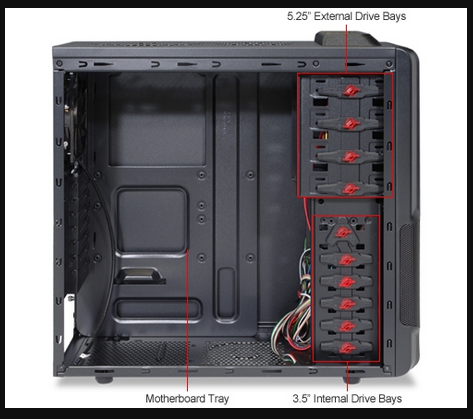 5.25" External Drive Bays
Motherboard Tray
3.5" Internal Drive Bays